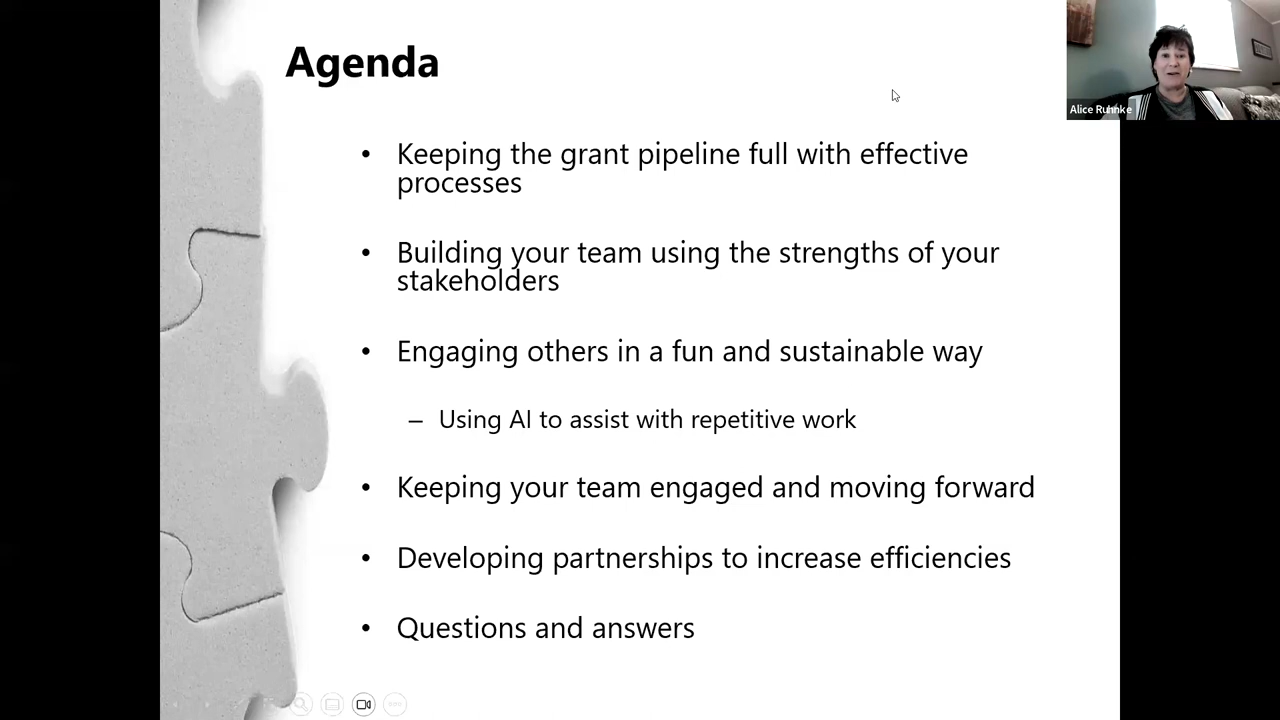 Agenda
Alice Ruhnke
• Keeping the grant pipeline full with effective
processes
• Building your team using the strengths of your
stakeholders
• Engaging others in a fun and sustainable way
– Using AI to assist with repetitive work
• Keeping your team engaged and moving forward
• Developing partnerships to increase efficiencies
• Questions and answers